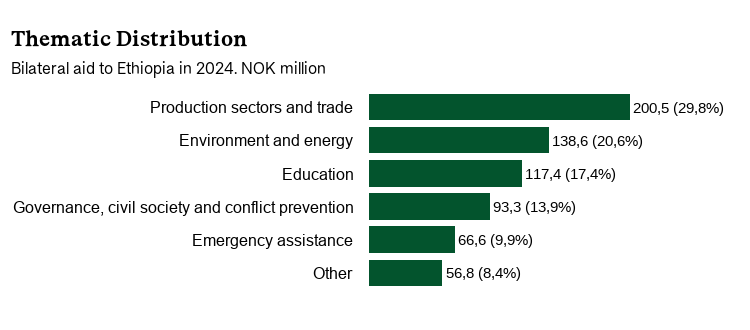 Thematic Distribution
Bilateral aid to Ethiopia in 2024. NOK million
Production sectors and trade 200,5 (29,8%)
Environment and energy 138,6 (20,6%)
Education 117,4 (17,4%)
Governance, civil society and conflict prevention 93,3 (13,9%)
Emergency assistance 66,6 (9,9%)
Other 56,8 (8,4%)